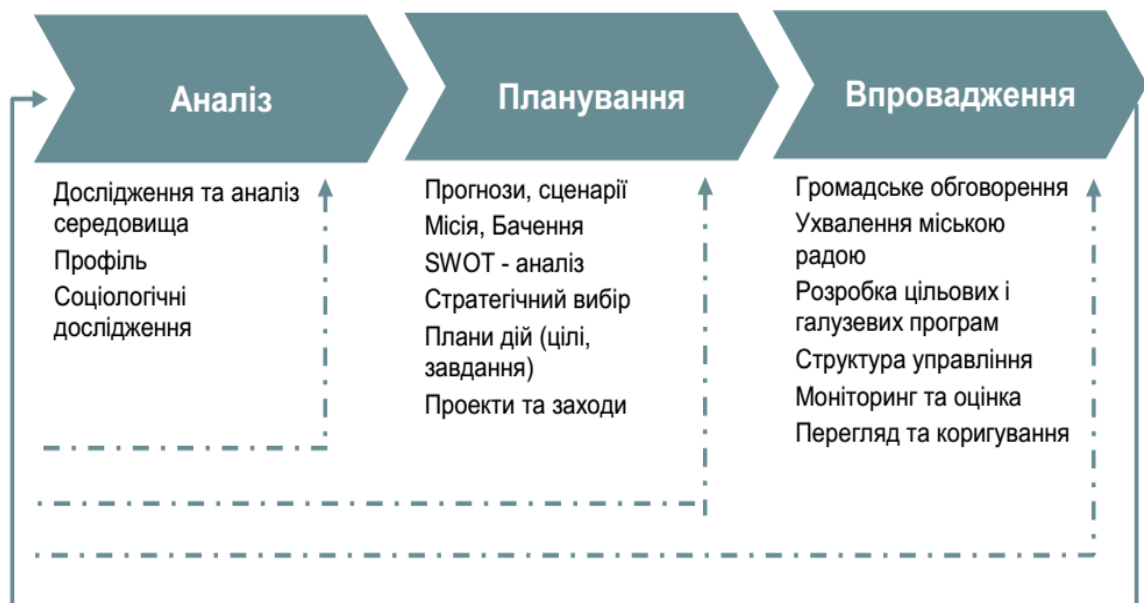 Аналіз
Дослідження та аналіз
середовища
Профіль
Соціологічні
дослідження
Планування
Прогнози, сценарії
Місія, Бачення
SWOT - аналіз
Стратегічний вибір
Плани дій (цілі,
завдання)
Проекти та заходи
Впровадження
Громадське обговорення
Ухвалення міською
радою
Розробка цільових і
галузевих програм
Структура управління
Моніторинг та оцінка
Перегляд та коригування